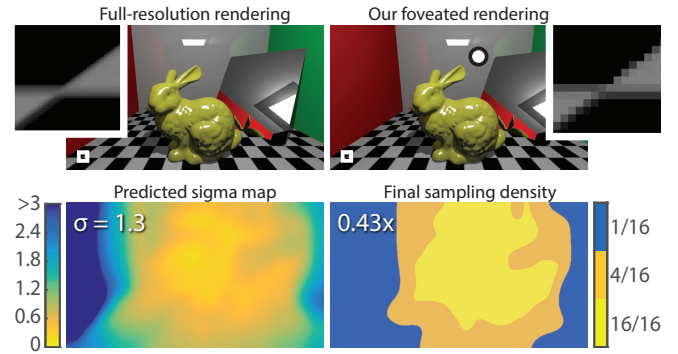 Full-resolution rendering
Our foveated rendering
Predicted sigma map
Final sampling density
>3
2.4
1.8
1.2
0.6
0
σ = 1.3
0.43x
1/16
4/16
16/16